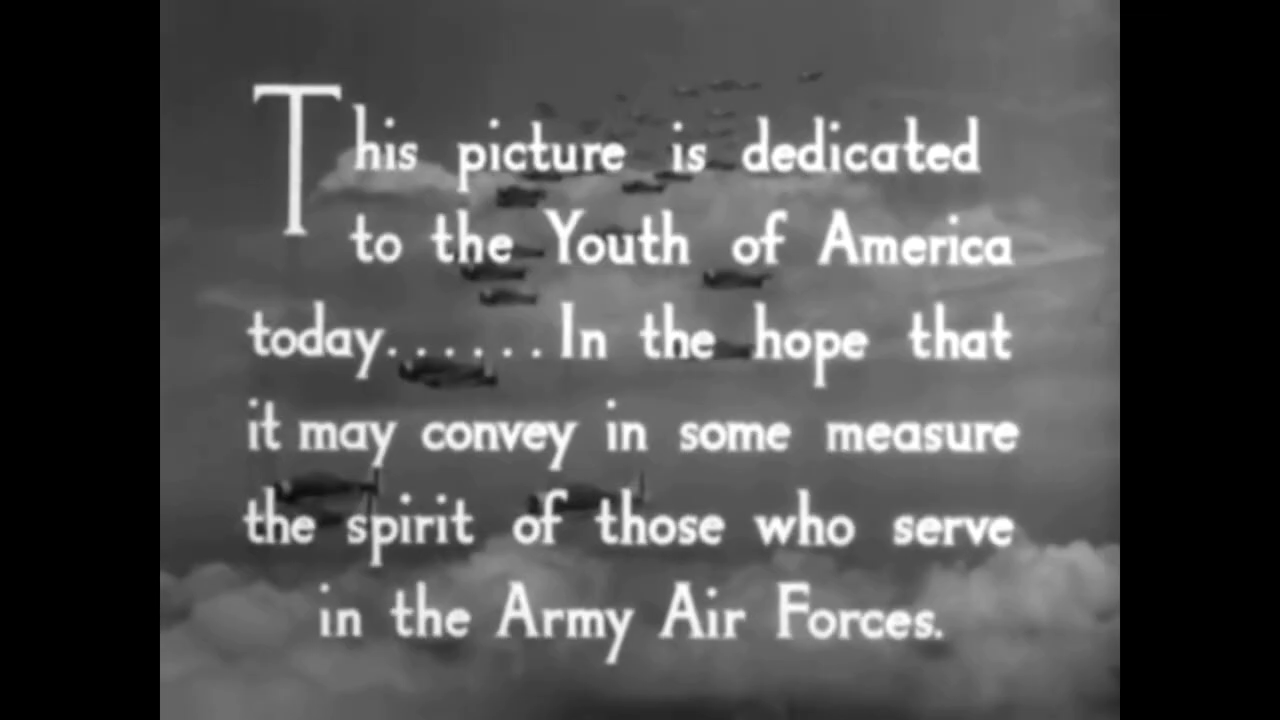 This picture is dedicated
to the Youth of America
today......In the hope that
it may convey in some measure
the spirit of those who serve
in the Army Air Forces.